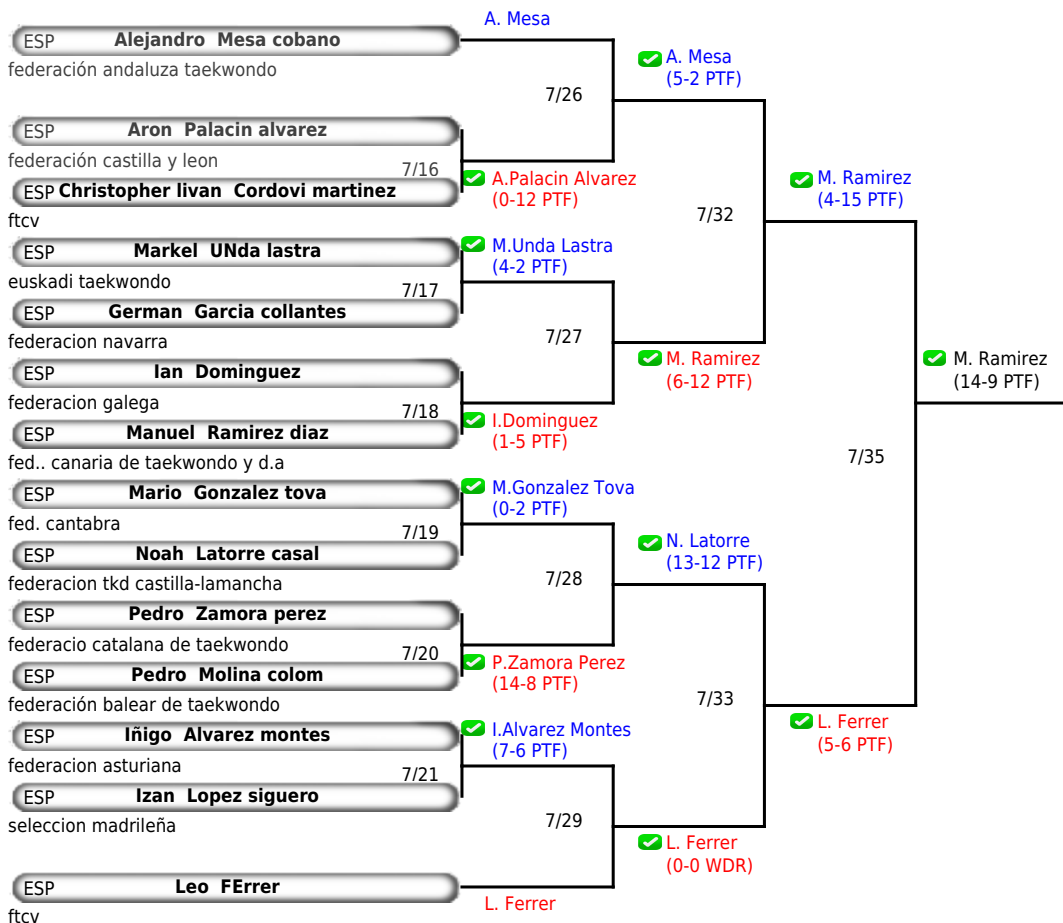 A. Mesa
ESP Alejandro Mesa cobano
federación andaluza taekwondo
A. Mesa
(5-2 PTF)
7/26
ESP Aron Palacin alvarez
federación castilla y leon
7/16
A.Palacin Alvarez
(0-12 PTF)
ESP Christopher livan Cordovi martinez
ftcv
M. Ramirez
(4-15 PTF)
7/32
ESP Markel UNda lastra
euskadi taekwondo
M.Unda Lastra
(4-2 PTF)
7/17
ESP German Garcia collantes
federacion navarra
7/27
M. Ramirez
(6-12 PTF)
M. Ramirez
(14-9 PTF)
ESP Ian Dominguez
federacion galega
7/18
I.Dominguez
(1-5 PTF)
ESP Manuel Ramirez diaz
fed.. canaria de taekwondo y d.a
7/35
ESP Mario Gonzalez tova
fed. cantabra
M.Gonzalez Tova
(0-2 PTF)
7/19
ESP Noah Latorre casal
federacion tkd castilla-lamancha
N. Latorre
(13-12 PTF)
7/28
ESP Pedro Zamora perez
federacio catalana de taekwondo
7/20
P.Zamora Perez
(14-8 PTF)
ESP Pedro Molina colom
federación balear de taekwondo
7/33
L. Ferrer
(5-6 PTF)
ESP Iñigo Alvarez montes
federacion asturiana
I.Alvarez Montes
(7-6 PTF)
7/21
ESP Izan Lopez siguero
seleccion madrileña
7/29
L. Ferrer
(0-0 WDR)
ESP Leo FErrer
ftcv
L. Ferrer